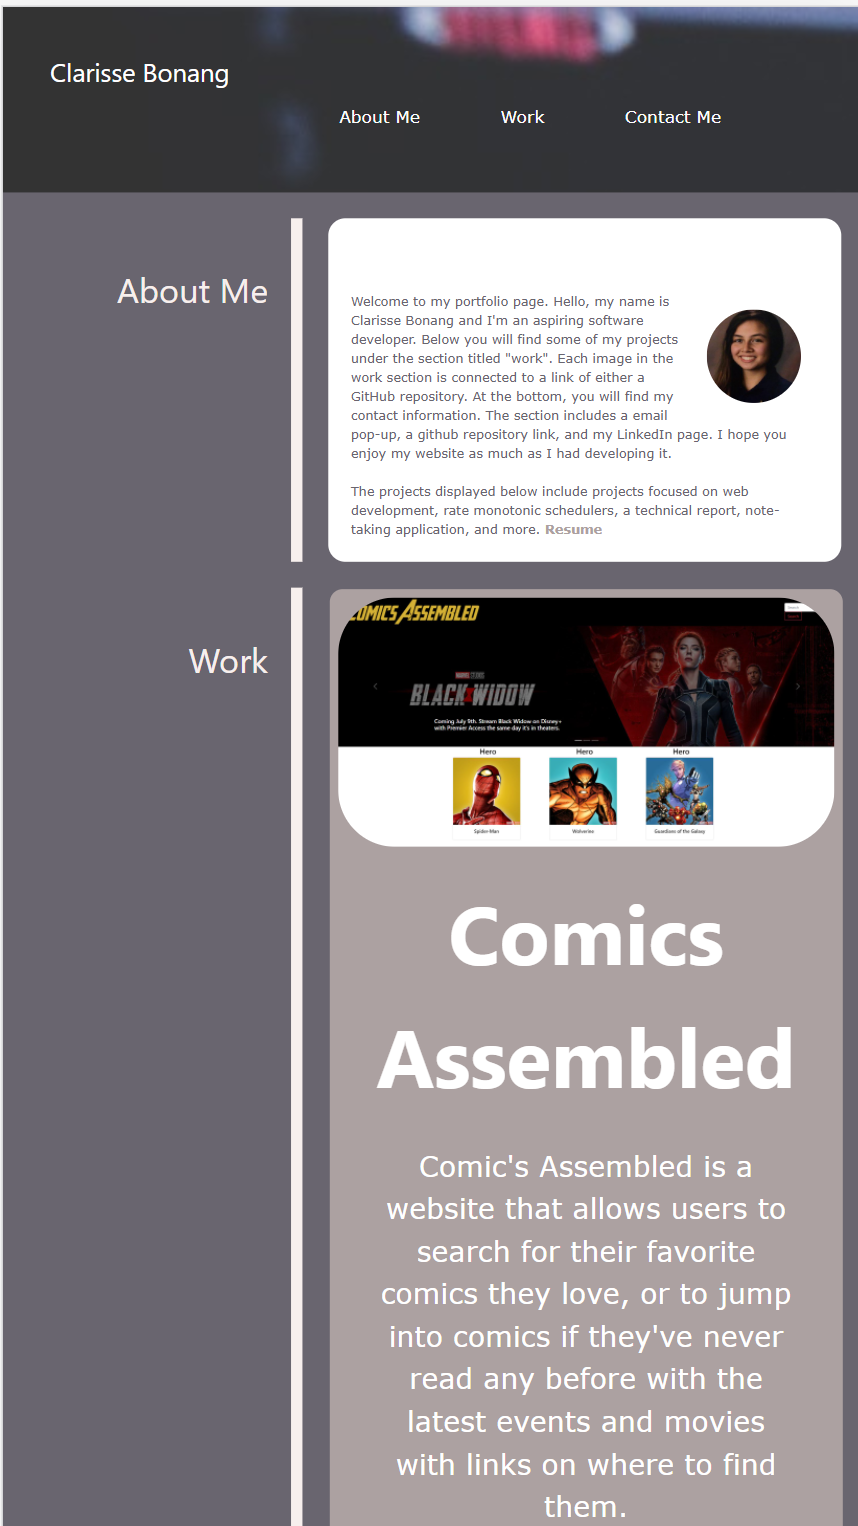 Clarisse Bonang
About Me
Work
Contact Me
About Me
Welcome to my portfolio page. Hello, my name is
Clarisse Bonang and I'm an aspiring software
developer. Below you will find some of my projects
under the section titled "work". Each image in the
work section is connected to a link of either a
GitHub repository. At the bottom, you will find my
contact information. The section includes a email
pop-up, a github repository link, and my LinkedIn page. I hope you
enjoy my website as much as I had developing it.
The projects displayed below include projects focused on web
development, rate monotonic schedulers, a technical report, note-
taking application, and more. Resume
Work
COMICS ASSEMBLED
MARVEL STUDIOS
BLACK WIDOW
Coming July 9th. Stream Black Widow on Disney+
with Premier Access the same day it's in theaters.
Hero
Hero
Hero
Spider-Man
Wolverine
Guardians of the Galaxy
Comics
Assembled
Comic's Assembled is a
website that allows users to
search for their favorite
comics they love, or to jump
into comics if they've never
read any before with the
latest events and movies
with links on where to find
them.